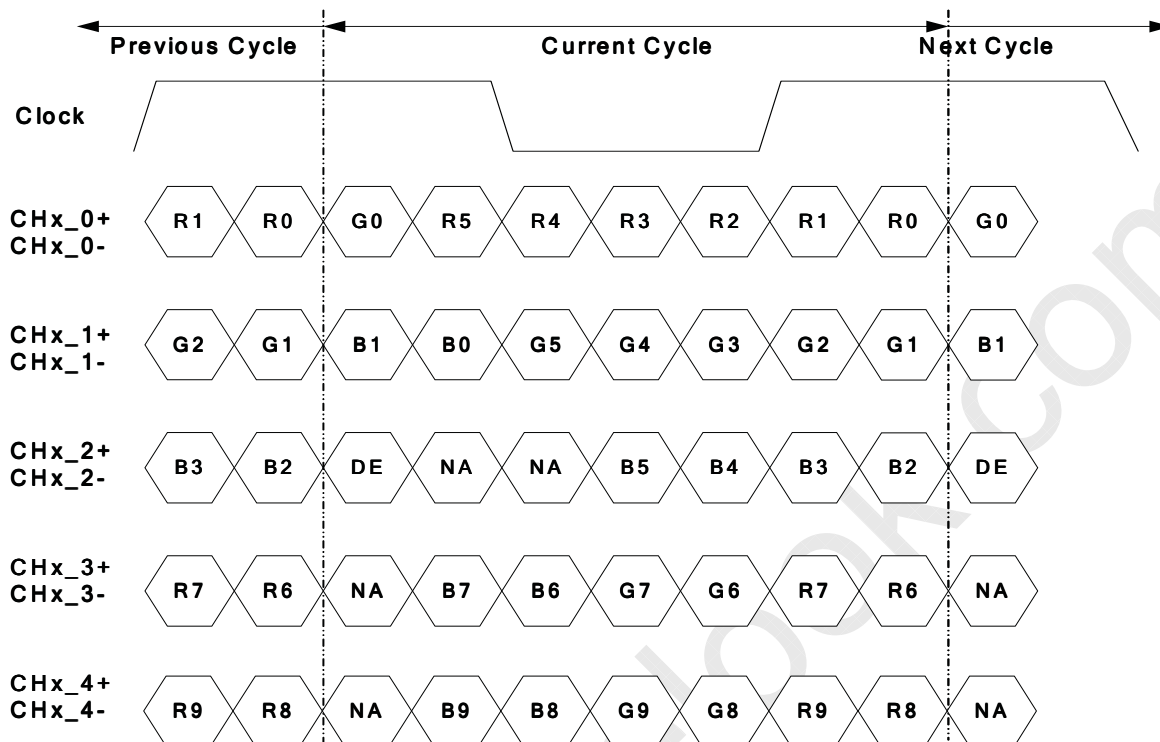 Previous Cycle Current Cycle Next Cycle
Clock
CHx_0+
CHx_0-
R1 R0 G0 R5 R4 R3 R2 R1 R0 G0
CHx_1+
CHx_1-
G2 G1 B1 B0 G5 G4 G3 G2 G1 B1
CHx_2+
CHx_2-
B3 B2 DE NA NA B5 B4 B3 B2 DE
CHx_3+
CHx_3-
R7 R6 NA B7 B6 G7 G6 R7 R6 NA
CHx_4+
CHx_4-
R9 R8 NA B9 B8 G9 G8 R9 R8 NA